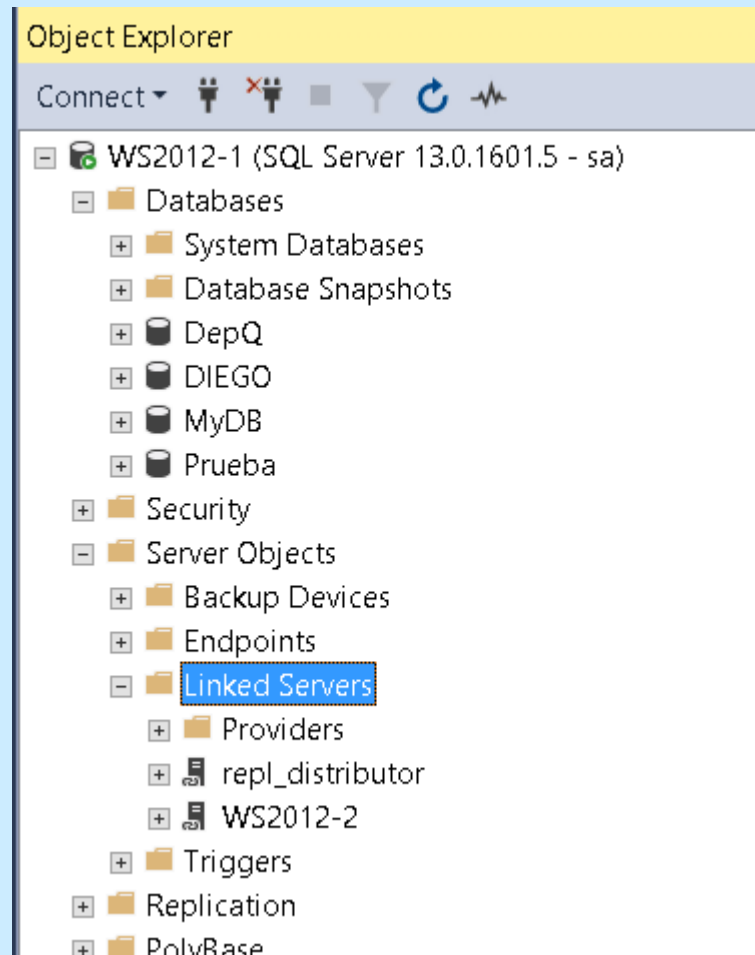 Object Explorer
Connect
WS2012-1 (SQL Server 13.0.1601.5 - sa)
Databases
System Databases
Database Snapshots
DepQ
DIEGO
MyDB
Prueba
Security
Server Objects
Backup Devices
Endpoints
Linked Servers
Providers
repl_distributor
WS2012-2
Triggers
Replication
PolyBase